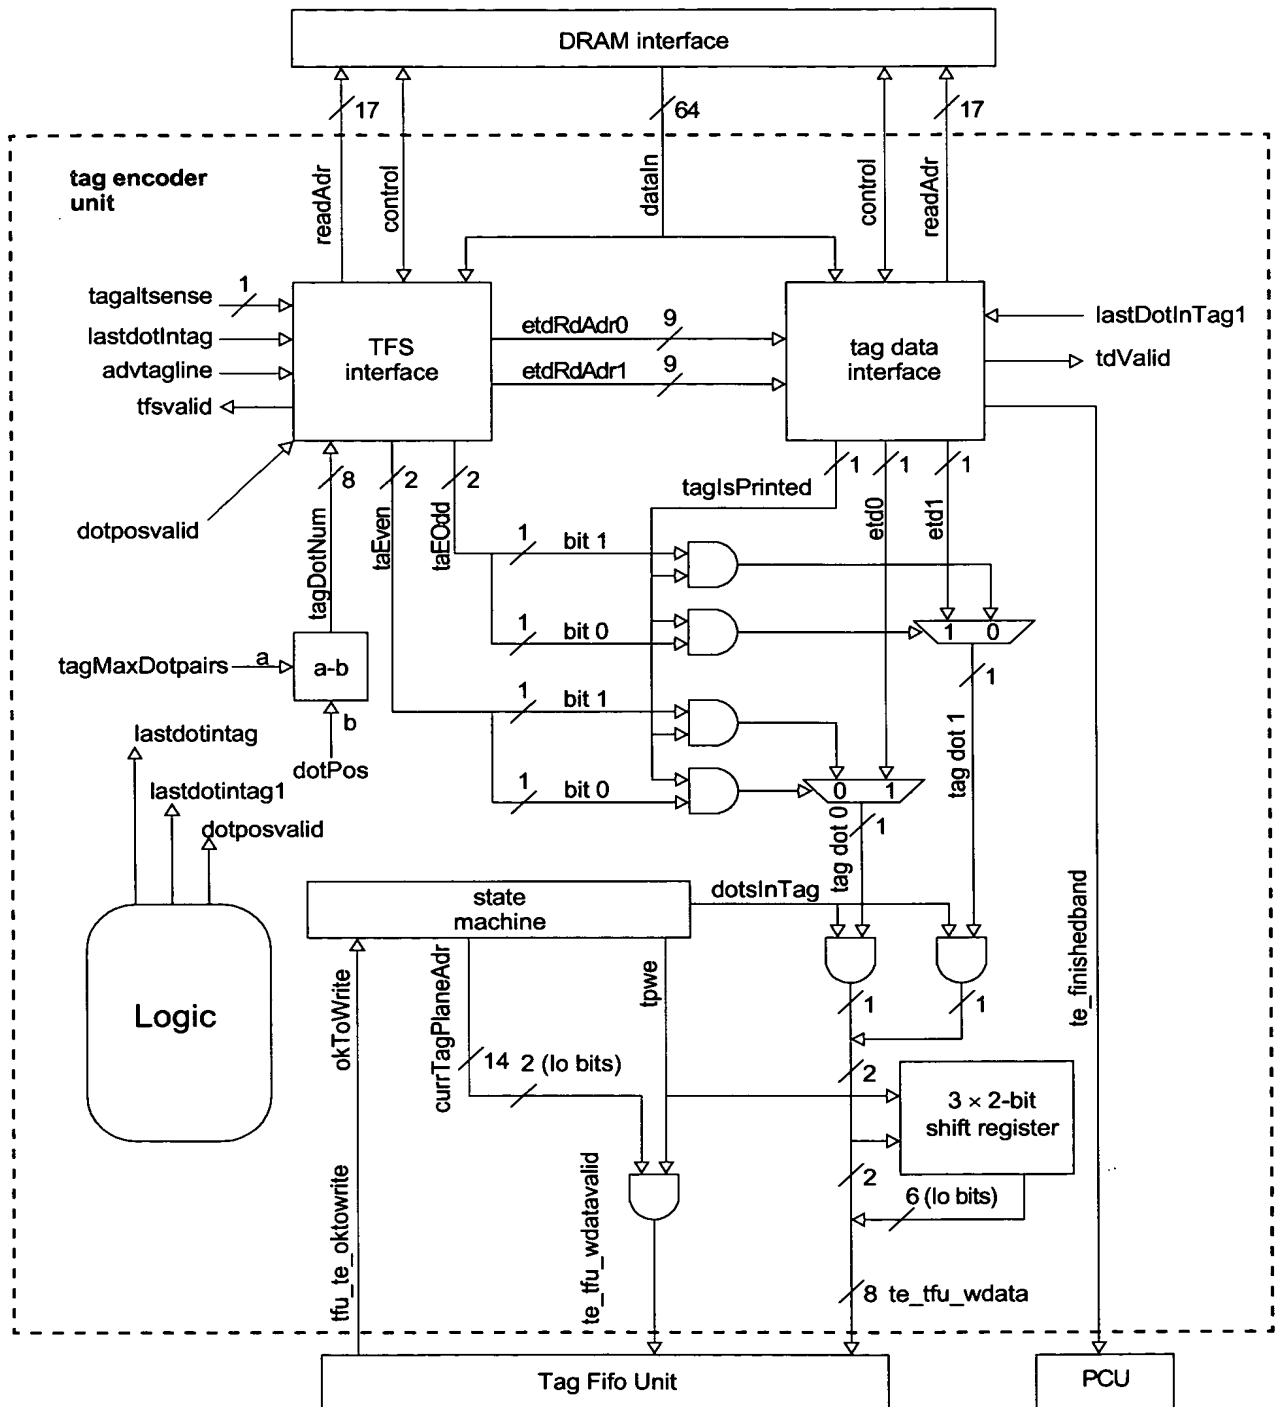 DRAM interface
17
64
17
tag encoder
unit
readAdr
control
dataIn
control
readAdr
tagaltsense
1
lastdotIntag
advtagline
tfsvalid
dotposvalid
TFS
interface
etdRdAdr0
9
etdRdAdr1
9
tag data
interface
lastDotInTag1
tdValid
8
2
2
1
1
1
tagIsPrinted
tagDotNum
taEven
taEOdd
etd0
etd1
1
bit 1
1
bit 0
1
0
1
tagMaxDotpairs
a
a-b
b
dotPos
1
bit 1
1
bit 0
0
1
1
tag dot 0
tag dot 1
lastdotintag
lastdotintag1
dotposvalid
Logic
state
machine
dotsInTag
okToWrite
currTagPlaneAdr
tpwe
1
1
te_finishedband
14
2 (lo bits)
2
3 × 2-bit
shift register
2
6 (lo bits)
tfu_te_oktowrite
te_tfu_wdatavalid
8 te_tfu_wdata
Tag Fifo Unit
PCU